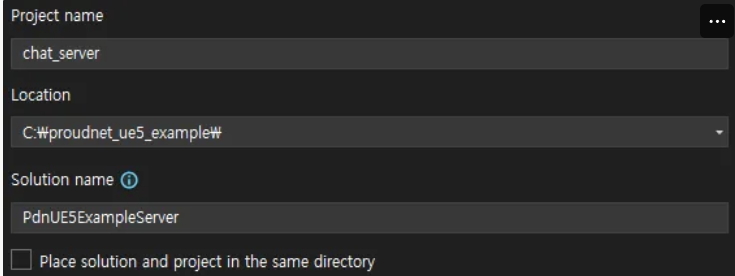 Project name
chat_server
Location
C:₩proudnet_ue5_example₩
Solution name
PdnUE5ExampleServer
Place solution and project in the same directory